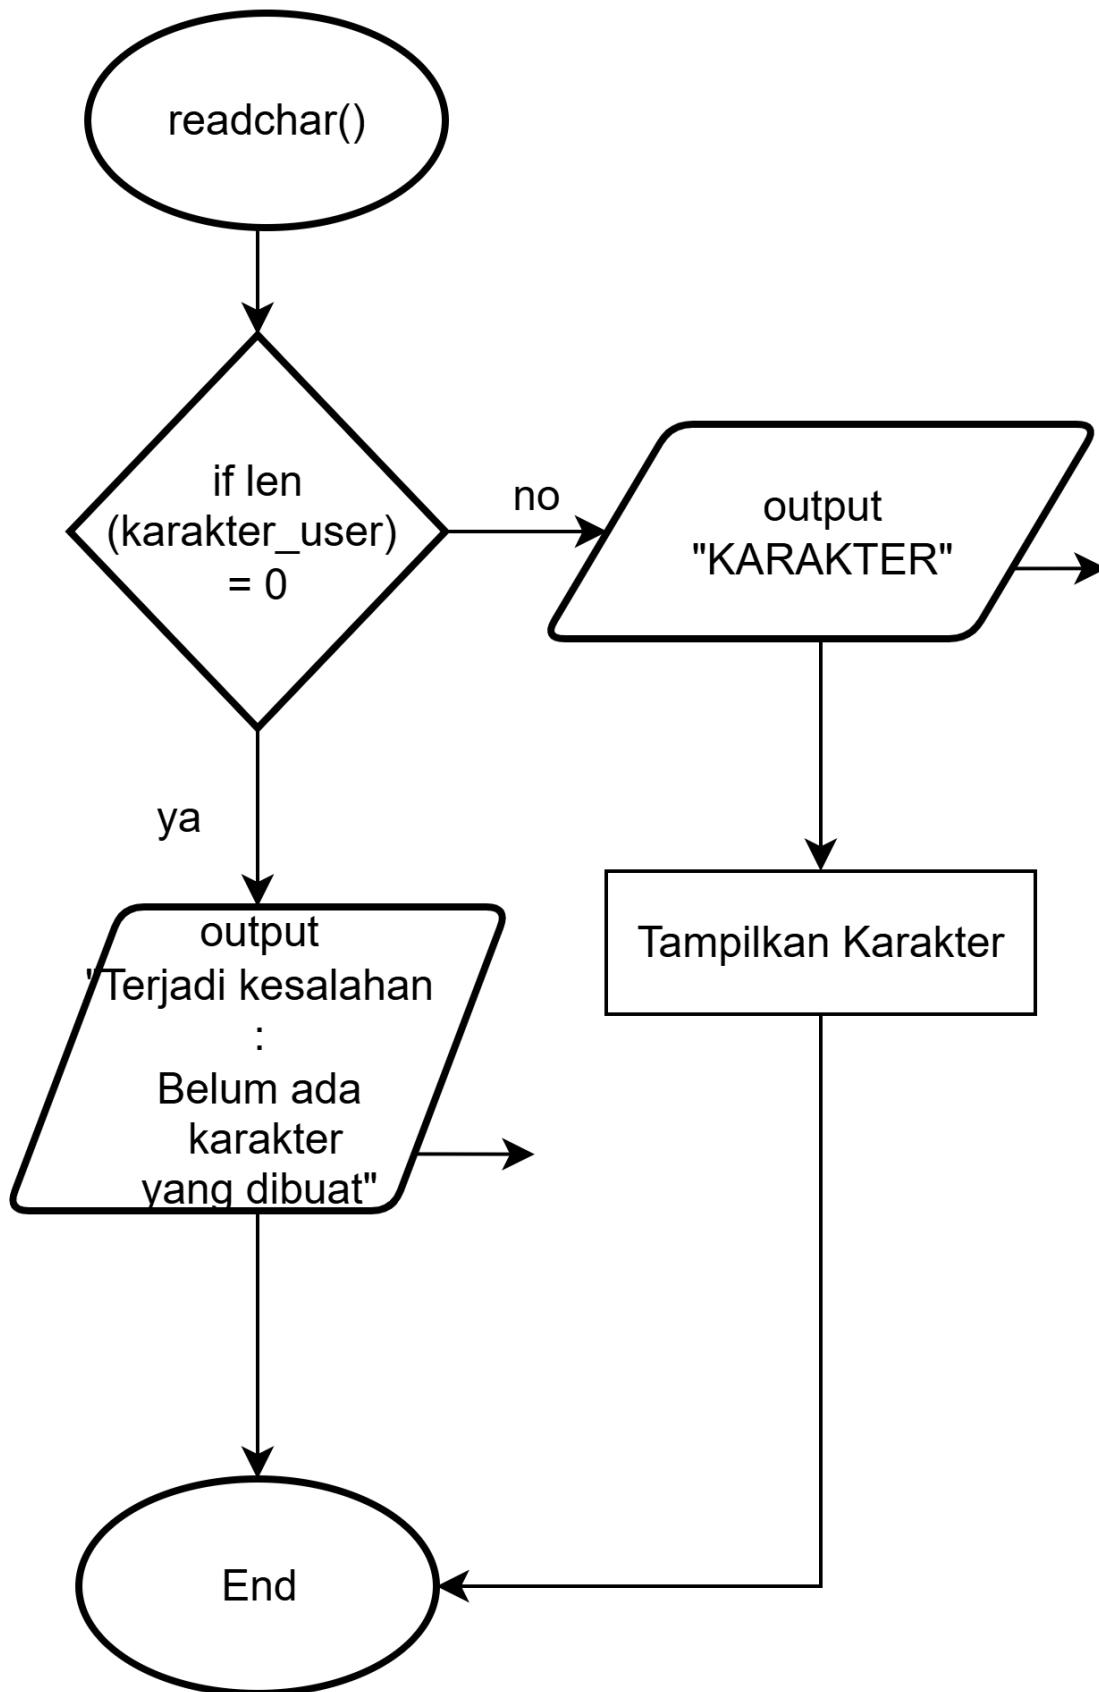 readchar()
if len
(karakter_user)
= 0
no
output
"KARAKTER"
ya
output
"Terjadi kesalahan
:
Belum ada
karakter
yang dibuat"
Tampilkan Karakter
End